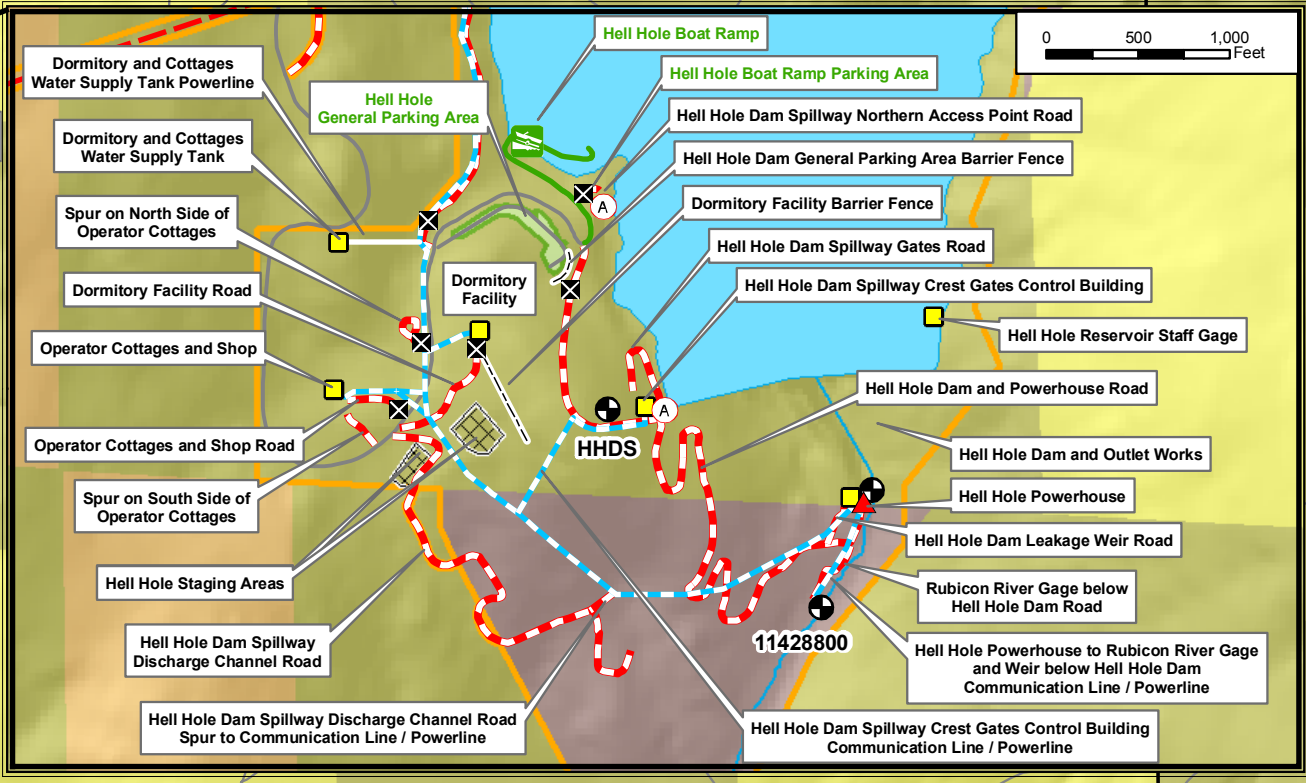 Hell Hole Boat Ramp
0 500 1,000
Feet
Dormitory and Cottages
Water Supply Tank Powerline
Hell Hole
General Parking Area
Hell Hole Boat Ramp Parking Area
Hell Hole Dam Spillway Northern Access Point Road
Dormitory and Cottages
Water Supply Tank
Hell Hole Dam General Parking Area Barrier Fence
Dormitory Facility Barrier Fence
A
Spur on North Side of
Operator Cottages
Hell Hole Dam Spillway Gates Road
Dormitory Facility Road
Dormitory
Facility
Hell Hole Dam Spillway Crest Gates Control Building
Hell Hole Reservoir Staff Gage
Operator Cottages and Shop
Hell Hole Dam and Powerhouse Road
A
HHDS
Operator Cottages and Shop Road
Hell Hole Dam and Outlet Works
Spur on South Side of
Operator Cottages
Hell Hole Powerhouse
Hell Hole Dam Leakage Weir Road
Hell Hole Staging Areas
Rubicon River Gage below
Hell Hole Dam Road
11428800
Hell Hole Dam Spillway
Discharge Channel Road
Hell Hole Powerhouse to Rubicon River Gage
and Weir below Hell Hole Dam
Communication Line / Powerline
Hell Hole Dam Spillway Discharge Channel Road
Spur to Communication Line / Powerline
Hell Hole Dam Spillway Crest Gates Control Building
Communication Line / Powerline